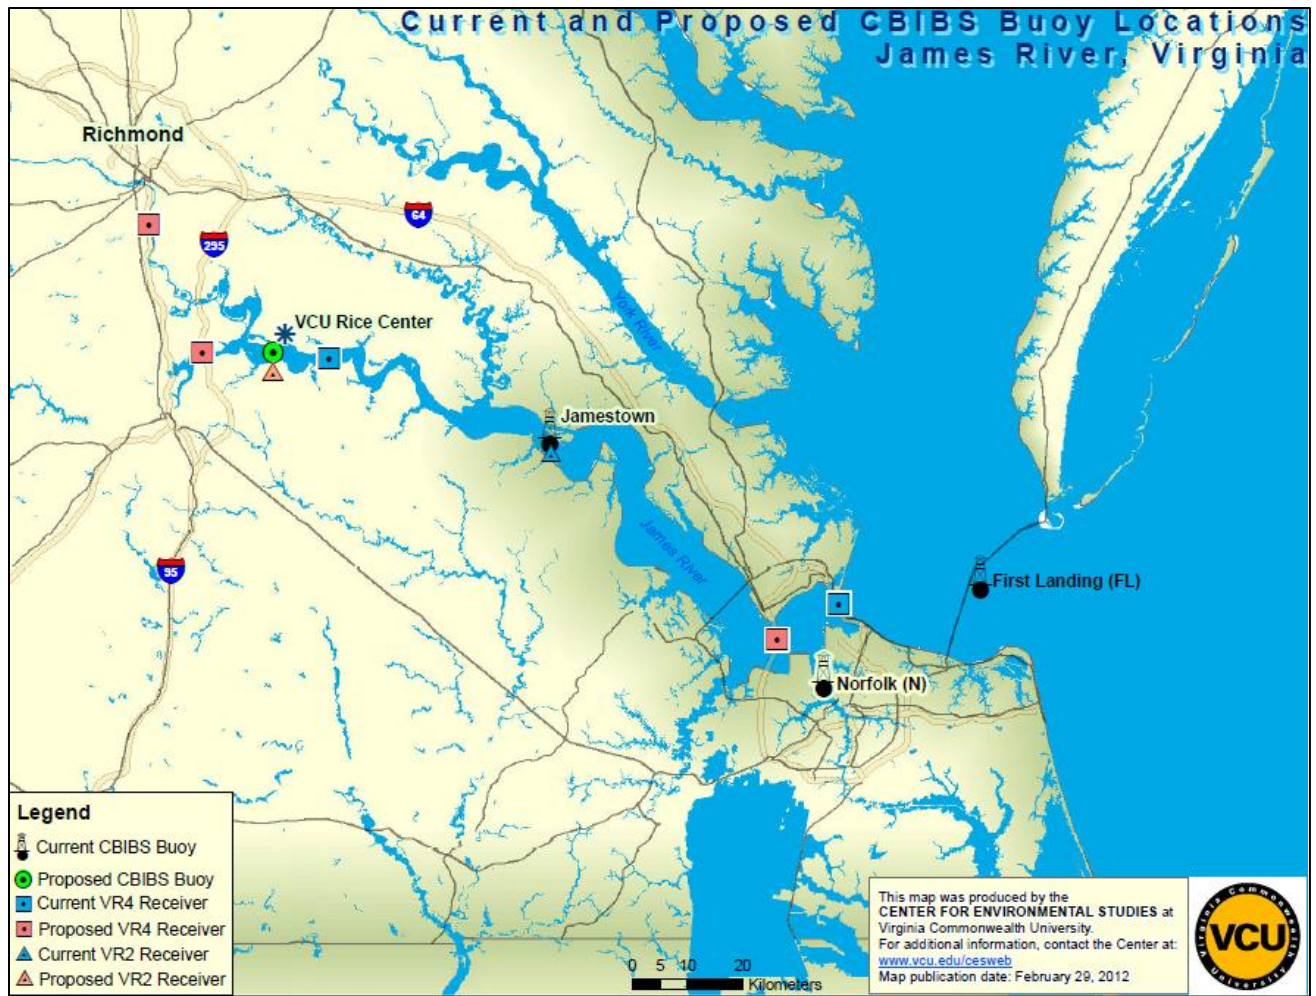 Current and Proposed CBIBS Buoy Locations
James River, Virginia
Richmond
64
295
VCU Rice Center
York River
Jamestown
James River
95
First Landing (FL)
Norfolk (N)
Legend
Current CBIBS Buoy
Proposed CBIBS Buoy
Current VR4 Receiver
Proposed VR4 Receiver
Current VR2 Receiver
Proposed VR2 Receiver
0 5 10 20
Kilometers
This map was produced by the
CENTER FOR ENVIRONMENTAL STUDIES at
Virginia Commonwealth University.
For additional information, contact the Center at:
www.vcu.edu/cesweb
Map publication date: February 29, 2012
Virginia Commonwealth University
VCU